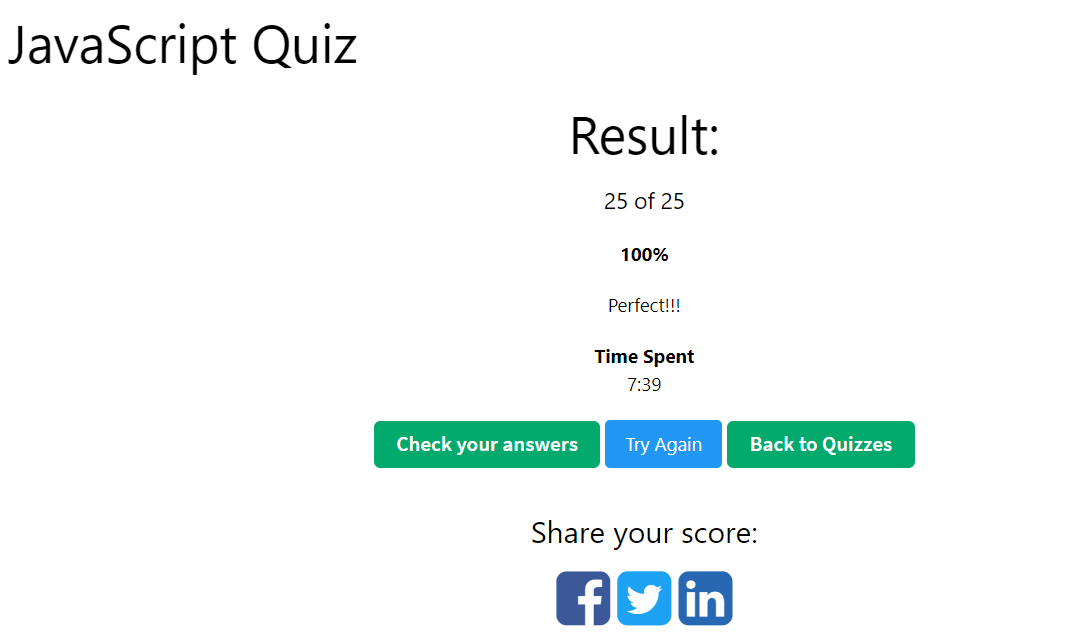 JavaScript Quiz
Result:
25 of 25
100%
Perfect!!!
Time Spent
7:39
Check your answers
Try Again
Back to Quizzes
Share your score:
f
in